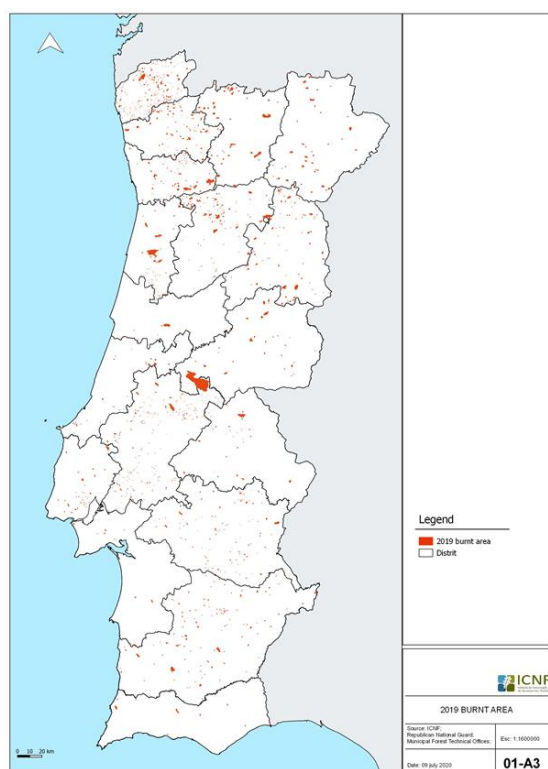 Legend
2019 burnt area
Distrit
ICNF
2019 BURNT AREA
Source: ICNF;
Republican National Guard;
Municipal Forest Technical Offices;
Esc: 1:1600000
Date: 09 july 2020
01-A3
0 10 20 km